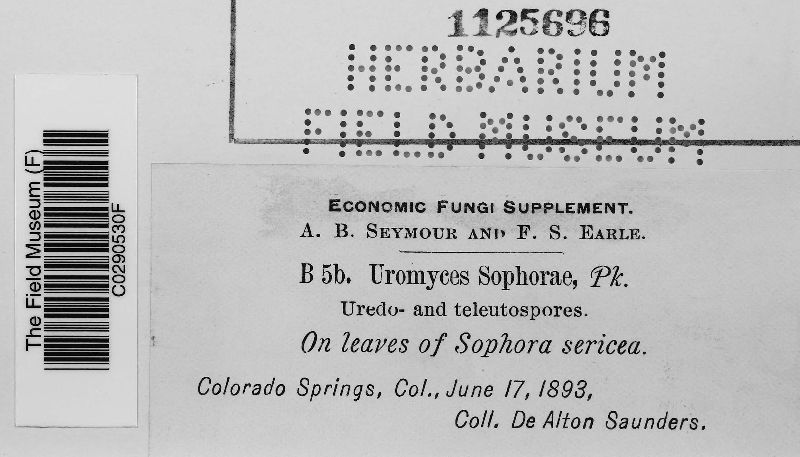 1125696
HERBARIUM
FIELD MUSEUM
The Field Museum (F)
C0290530F
ECONOMIC FUNGI SUPPLEMENT.
A. B. SEYMOUR AND F. S. EARLE.
B 5b. Uromyces Sophorae, Pk.
Uredo- and teleutospores.
On leaves of Sophora sericea.
Colorado Springs, Col., June 17, 1893,
Coll. De Alton Saunders.